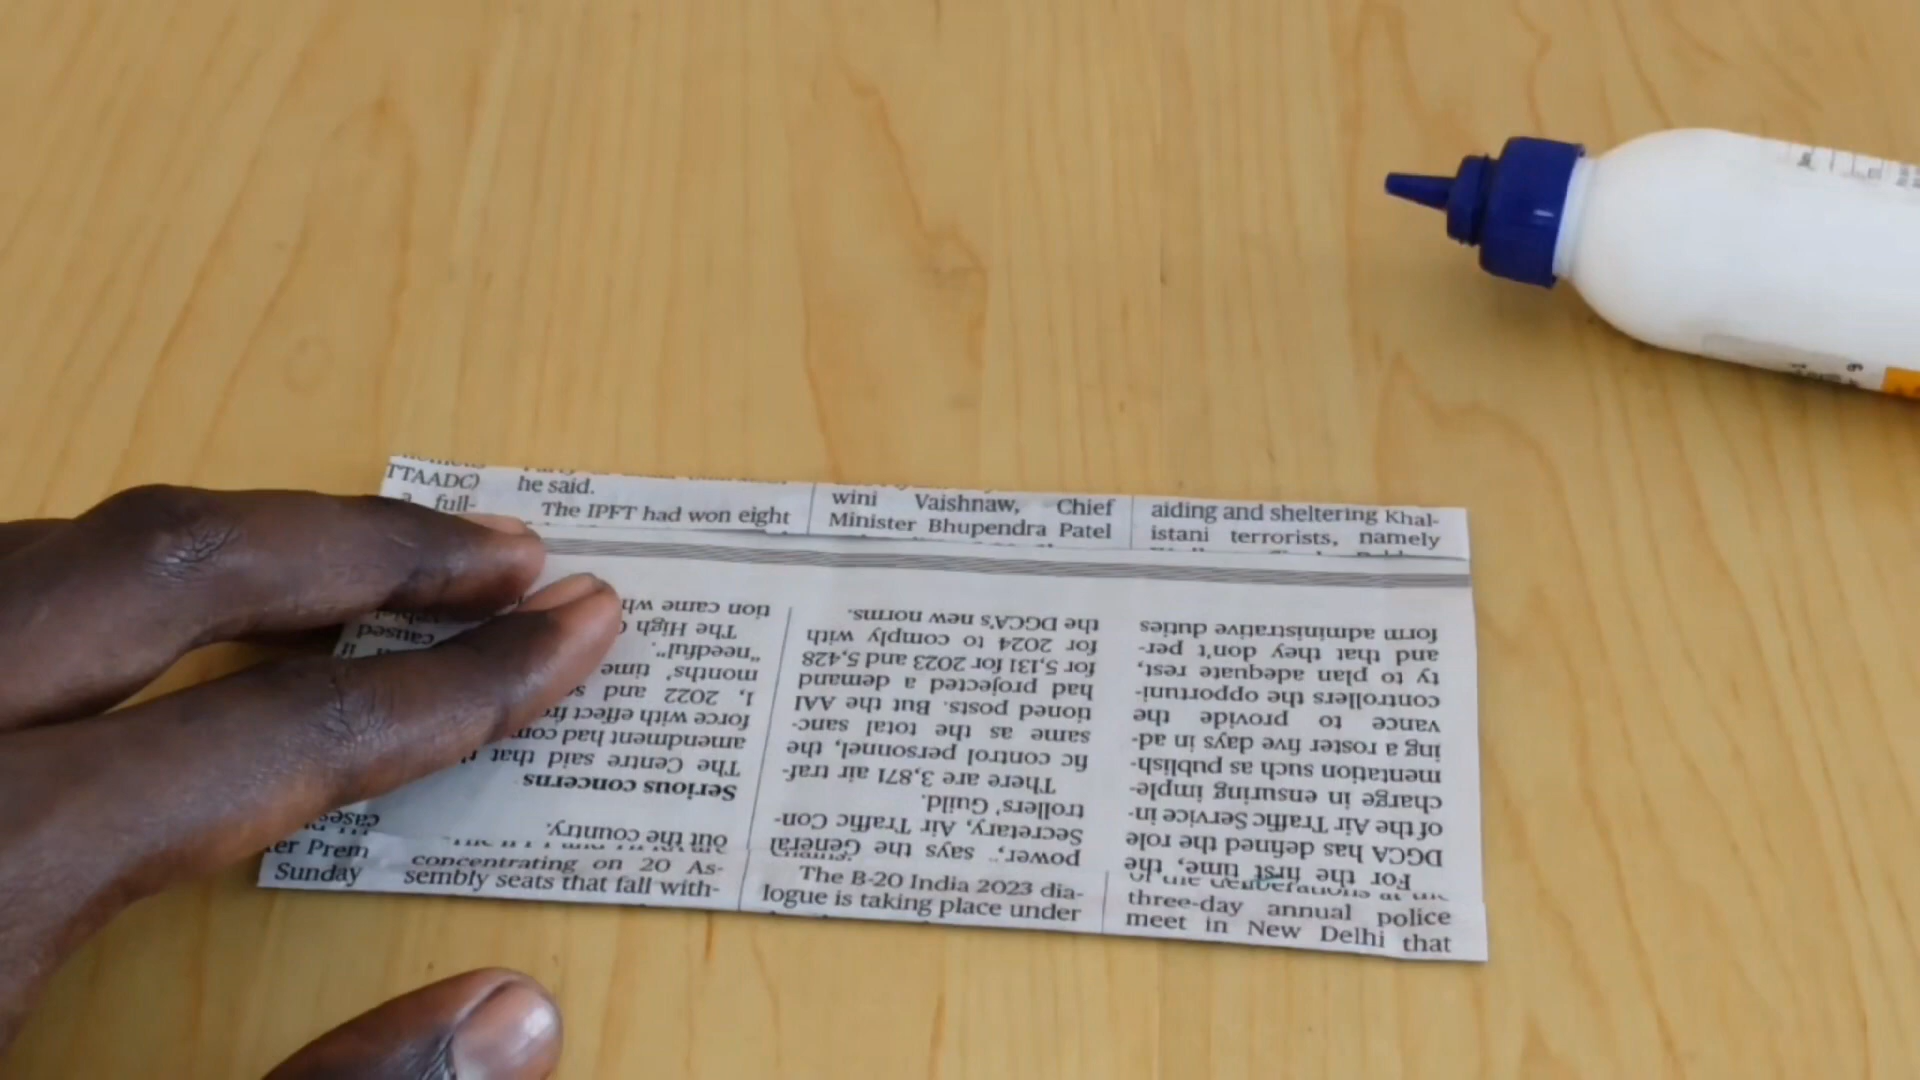 TTAADC)
a full-
he said.
The IPFT had won eight
wini Vaishnaw, Chief
Minister Bhupendra Patel
aiding and sheltering Khal-
istani terrorists, namely
For the first time, the
DGCA has defined the role
of the Air Traffic Service in-
charge in ensuring imple-
mentation such as publish-
ing a roster five days in ad-
vance to provide the
controllers the opportuni-
ty to plan adequate rest,
and that they don't per-
form administrative duties
power," says the General
Secretary, Air Traffic Con-
trollers' Guild.
There are 3,871 air traf-
fic control personnel, the
same as the total sanc-
tioned posts. But the AAI
had projected a demand
for 5,131 for 2023 and 5,428
for 2024 to comply with
the DGCA's new norms.
out the country.
Serious concerns
The Centre said that
amendment had
force with effect
1, 2022 and
months' time
"needful".
The High
tion came
cases
caused
er Prem
Sunday
concentrating on 20 As-
sembly seats that fall with-
The B-20 India 2023 dia-
logue is taking place under
three-day annual police
meet in New Delhi that